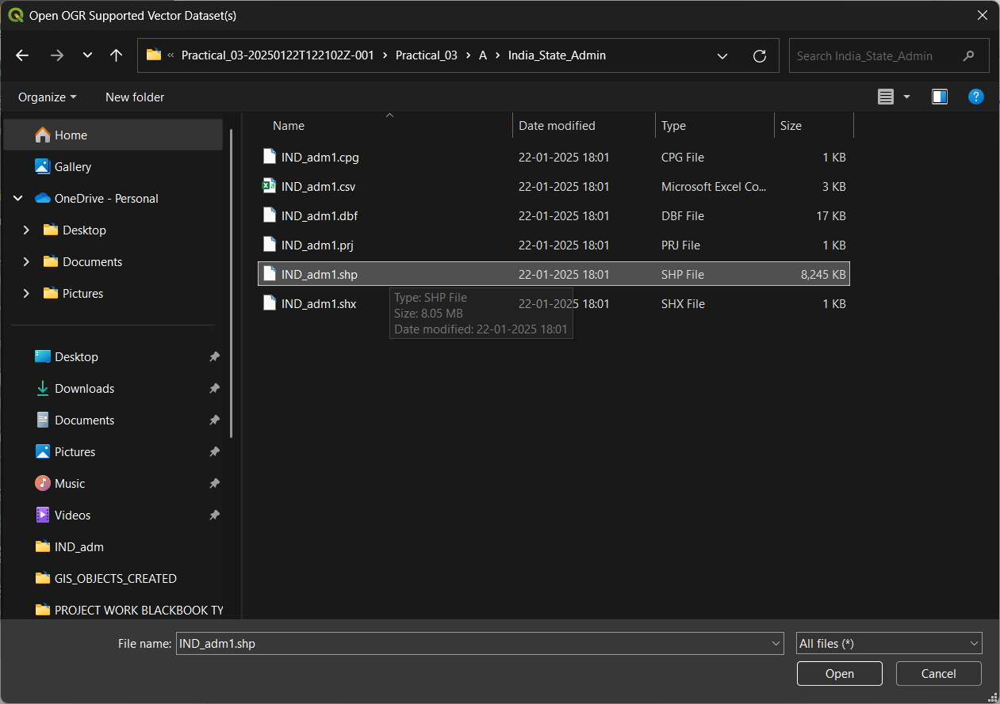 Open OGR Supported Vector Dataset(s)
« Practical_03-20250122T122102Z-001 › Practical_03 › A › India_State_Admin
Search India_State_Admin
Organize
New folder
?
Name Date modified Type Size
Home
Gallery
OneDrive - Personal
Desktop
Documents
Pictures
Desktop
Downloads
Documents
Pictures
Music
Videos
IND_adm
GIS_OBJECTS_CREATED
PROJECT WORK BLACKBOOK TY
IND_adm1.cpg 22-01-2025 18:01 CPG File 1 KB
IND_adm1.csv 22-01-2025 18:01 Microsoft Excel Co... 3 KB
IND_adm1.dbf 22-01-2025 18:01 DBF File 17 KB
IND_adm1.prj 22-01-2025 18:01 PRJ File 1 KB
IND_adm1.shp 22-01-2025 18:01 SHP File 8,245 KB
IND_adm1.shx 22-01-2025 18:01 SHX File 1 KB
Type: SHP File
Size: 8.05 MB
Date modified: 22-01-2025 18:01
File name: IND_adm1.shp
All files (*)
Open
Cancel